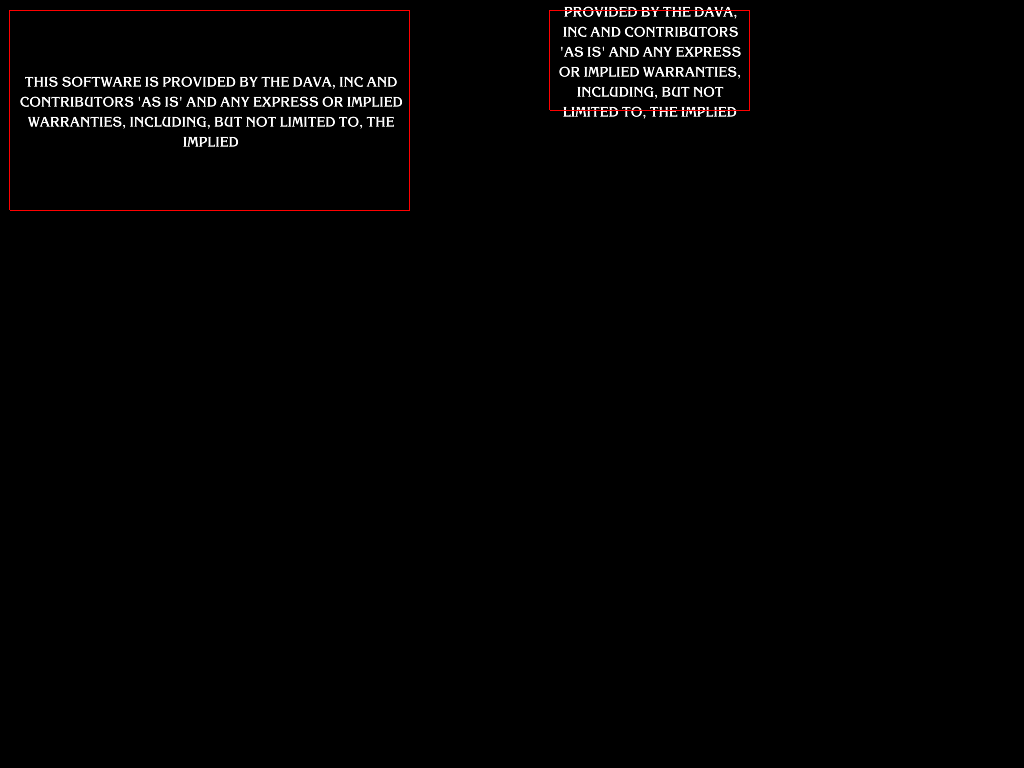 THIS SOFTWARE IS PROVIDED BY THE DAVA, INC AND
CONTRIBUTORS 'AS IS' AND ANY EXPRESS OR IMPLIED
WARRANTIES, INCLUDING, BUT NOT LIMITED TO, THE
IMPLIED
PROVIDED BY THE DAVA,
INC AND CONTRIBUTORS
'AS IS' AND ANY EXPRESS
OR IMPLIED WARRANTIES,
INCLUDING, BUT NOT
LIMITED TO, THE IMPLIED